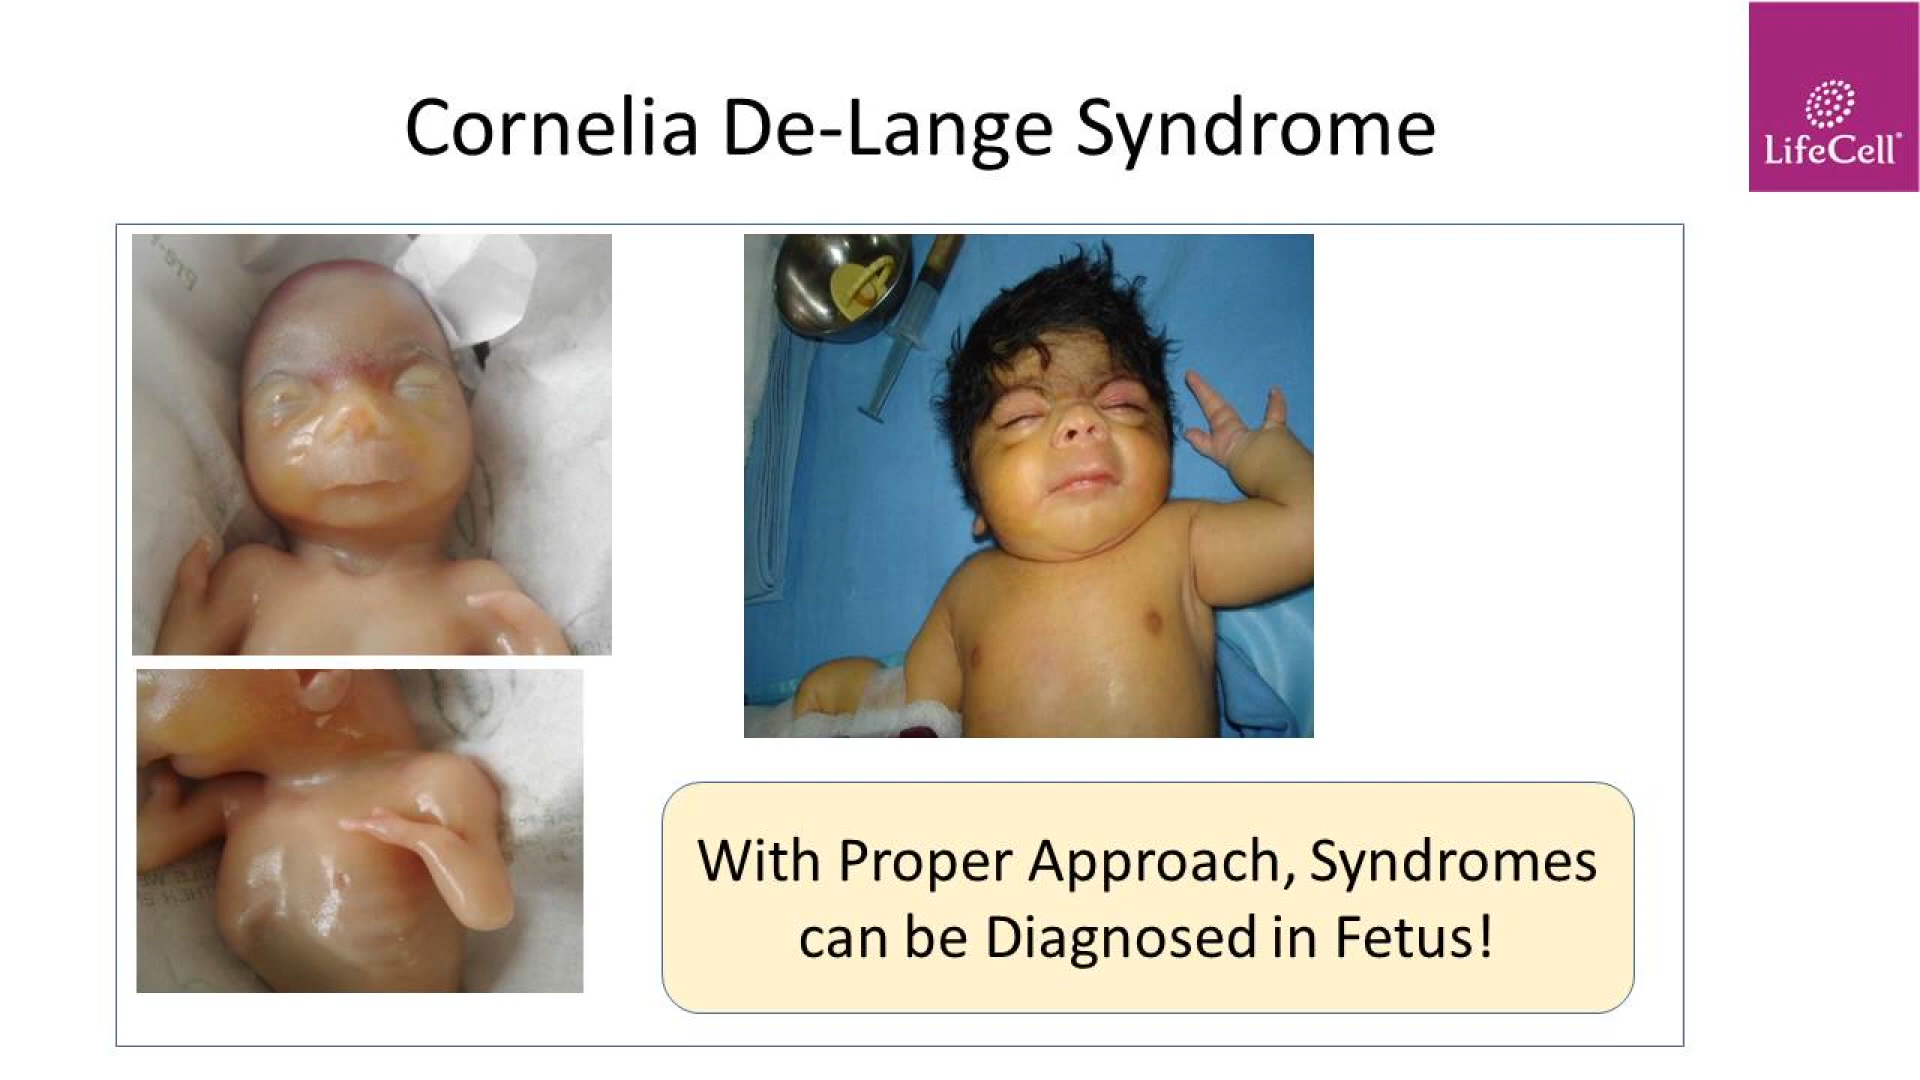 Cornelia De-Lange Syndrome
LifeCell
With Proper Approach, Syndromes
can be Diagnosed in Fetus!